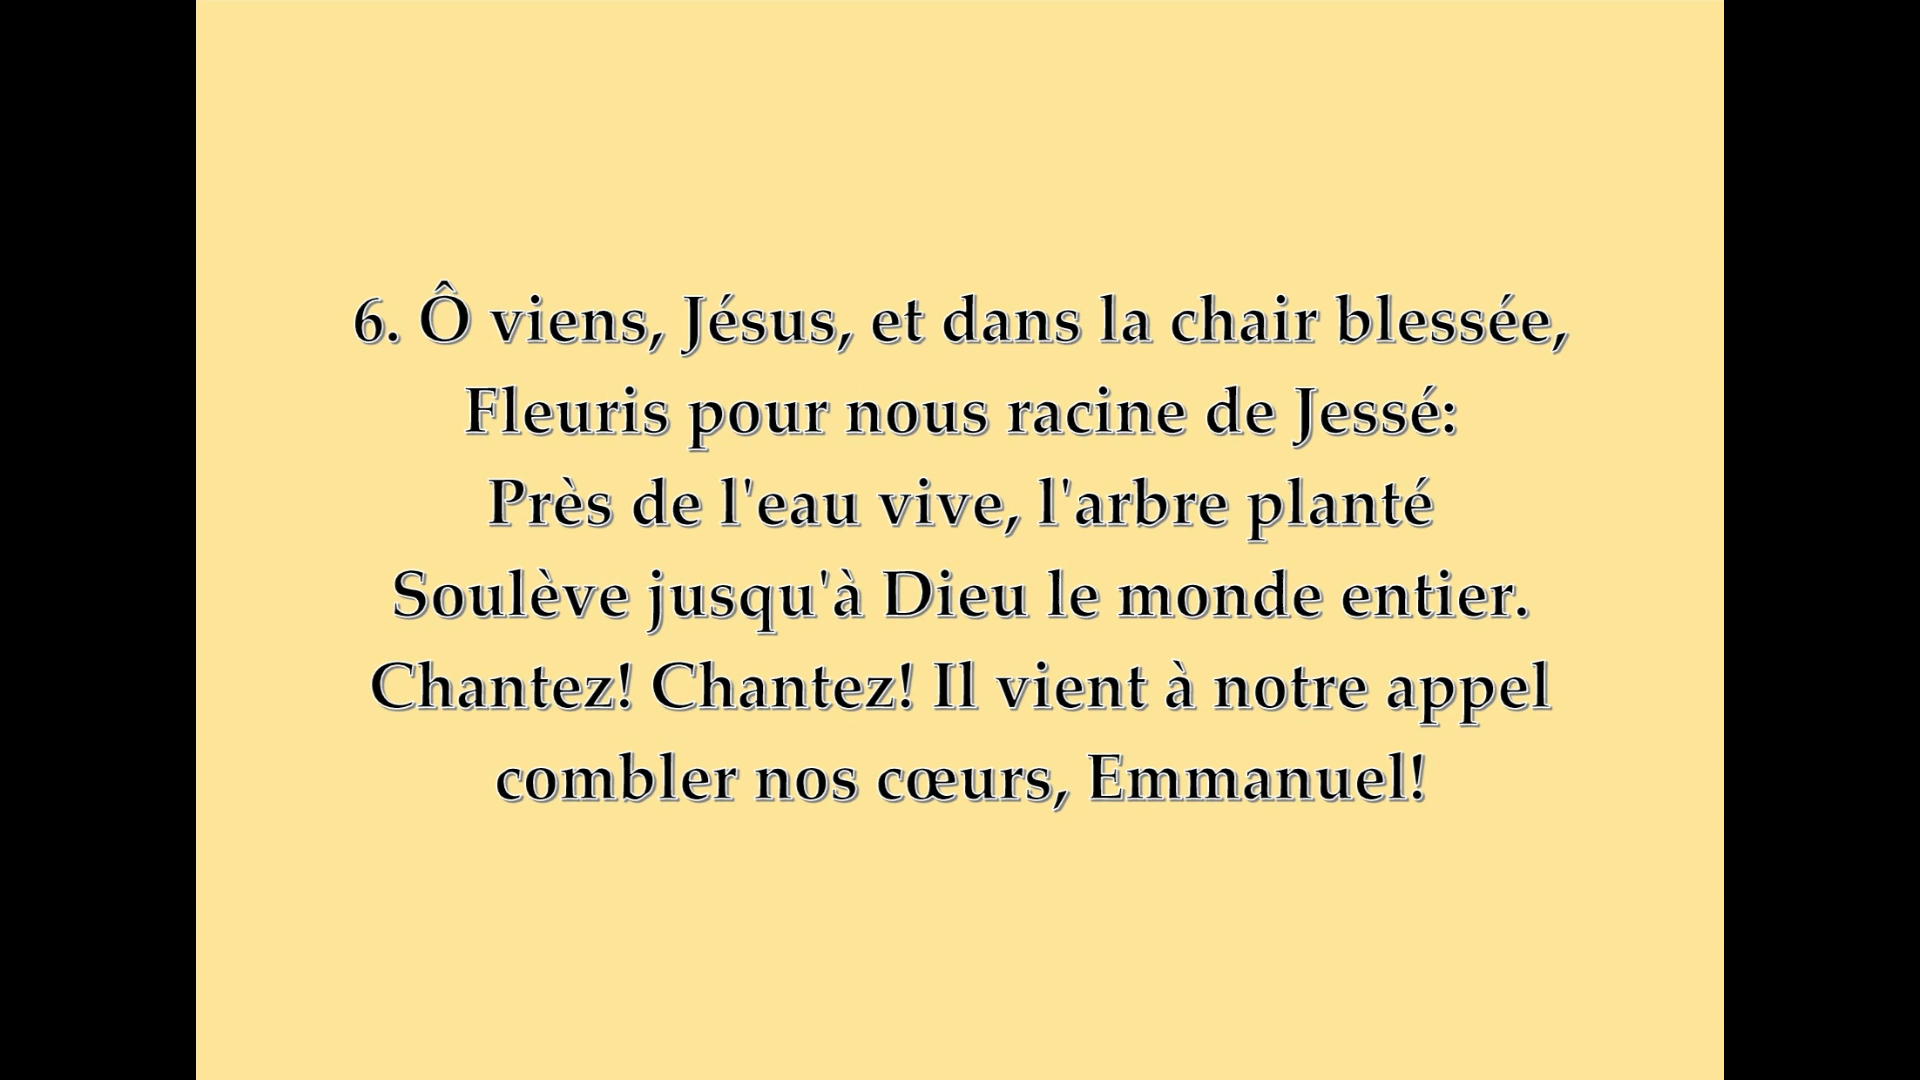 6. Ô viens, Jésus, et dans la chair blessée,
Fleuris pour nous racine de Jessé:
Près de l'eau vive, l'arbre planté
Soulève jusqu'à Dieu le monde entier.
Chantez! Chantez! Il vient à notre appel
combler nos cœurs, Emmanuel!